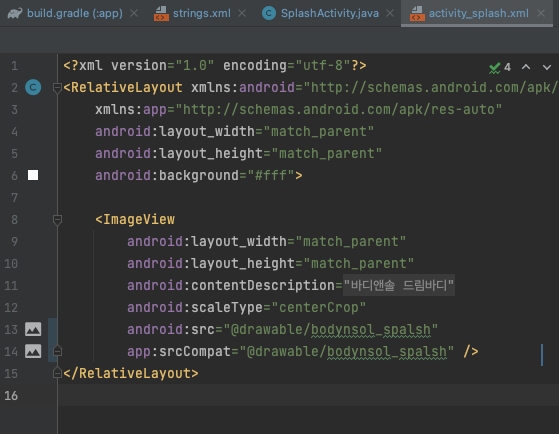 build.gradle (:app) × strings.xml × SplashActivity.java × activity_splash.xml ×
1 <?xml version="1.0" encoding="utf-8"?> 4
2 <RelativeLayout xmlns:android="http://schemas.android.com/apk/
3 xmlns:app="http://schemas.android.com/apk/res-auto"
4 android:layout_width="match_parent"
5 android:layout_height="match_parent"
6 android:background="#fff">
7
8 <ImageView
9 android:layout_width="match_parent"
10 android:layout_height="match_parent"
11 android:contentDescription="바디앤솔 드림바디"
12 android:scaleType="centerCrop"
13 android:src="@drawable/bodynsol_spalsh"
14 app:srcCompat="@drawable/bodynsol_spalsh" />
15 </RelativeLayout>
16